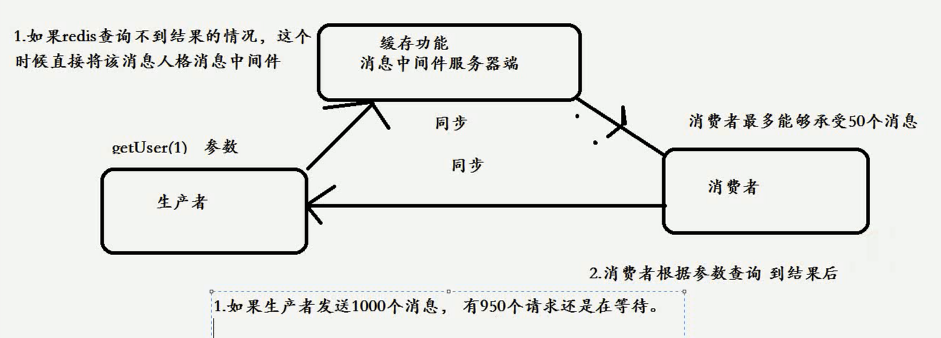 1.如果redis查询不到结果的情况，这个
时候直接将该消息人格消息中间件
缓存功能
消息中间件服务器端
同步
消费者最多能够承受50个消息
getUser(1) 参数
同步
生产者
消费者
2.消费者根据参数查询 到结果后
1.如果生产者发送1000个消息， 有950个请求还是在等待。